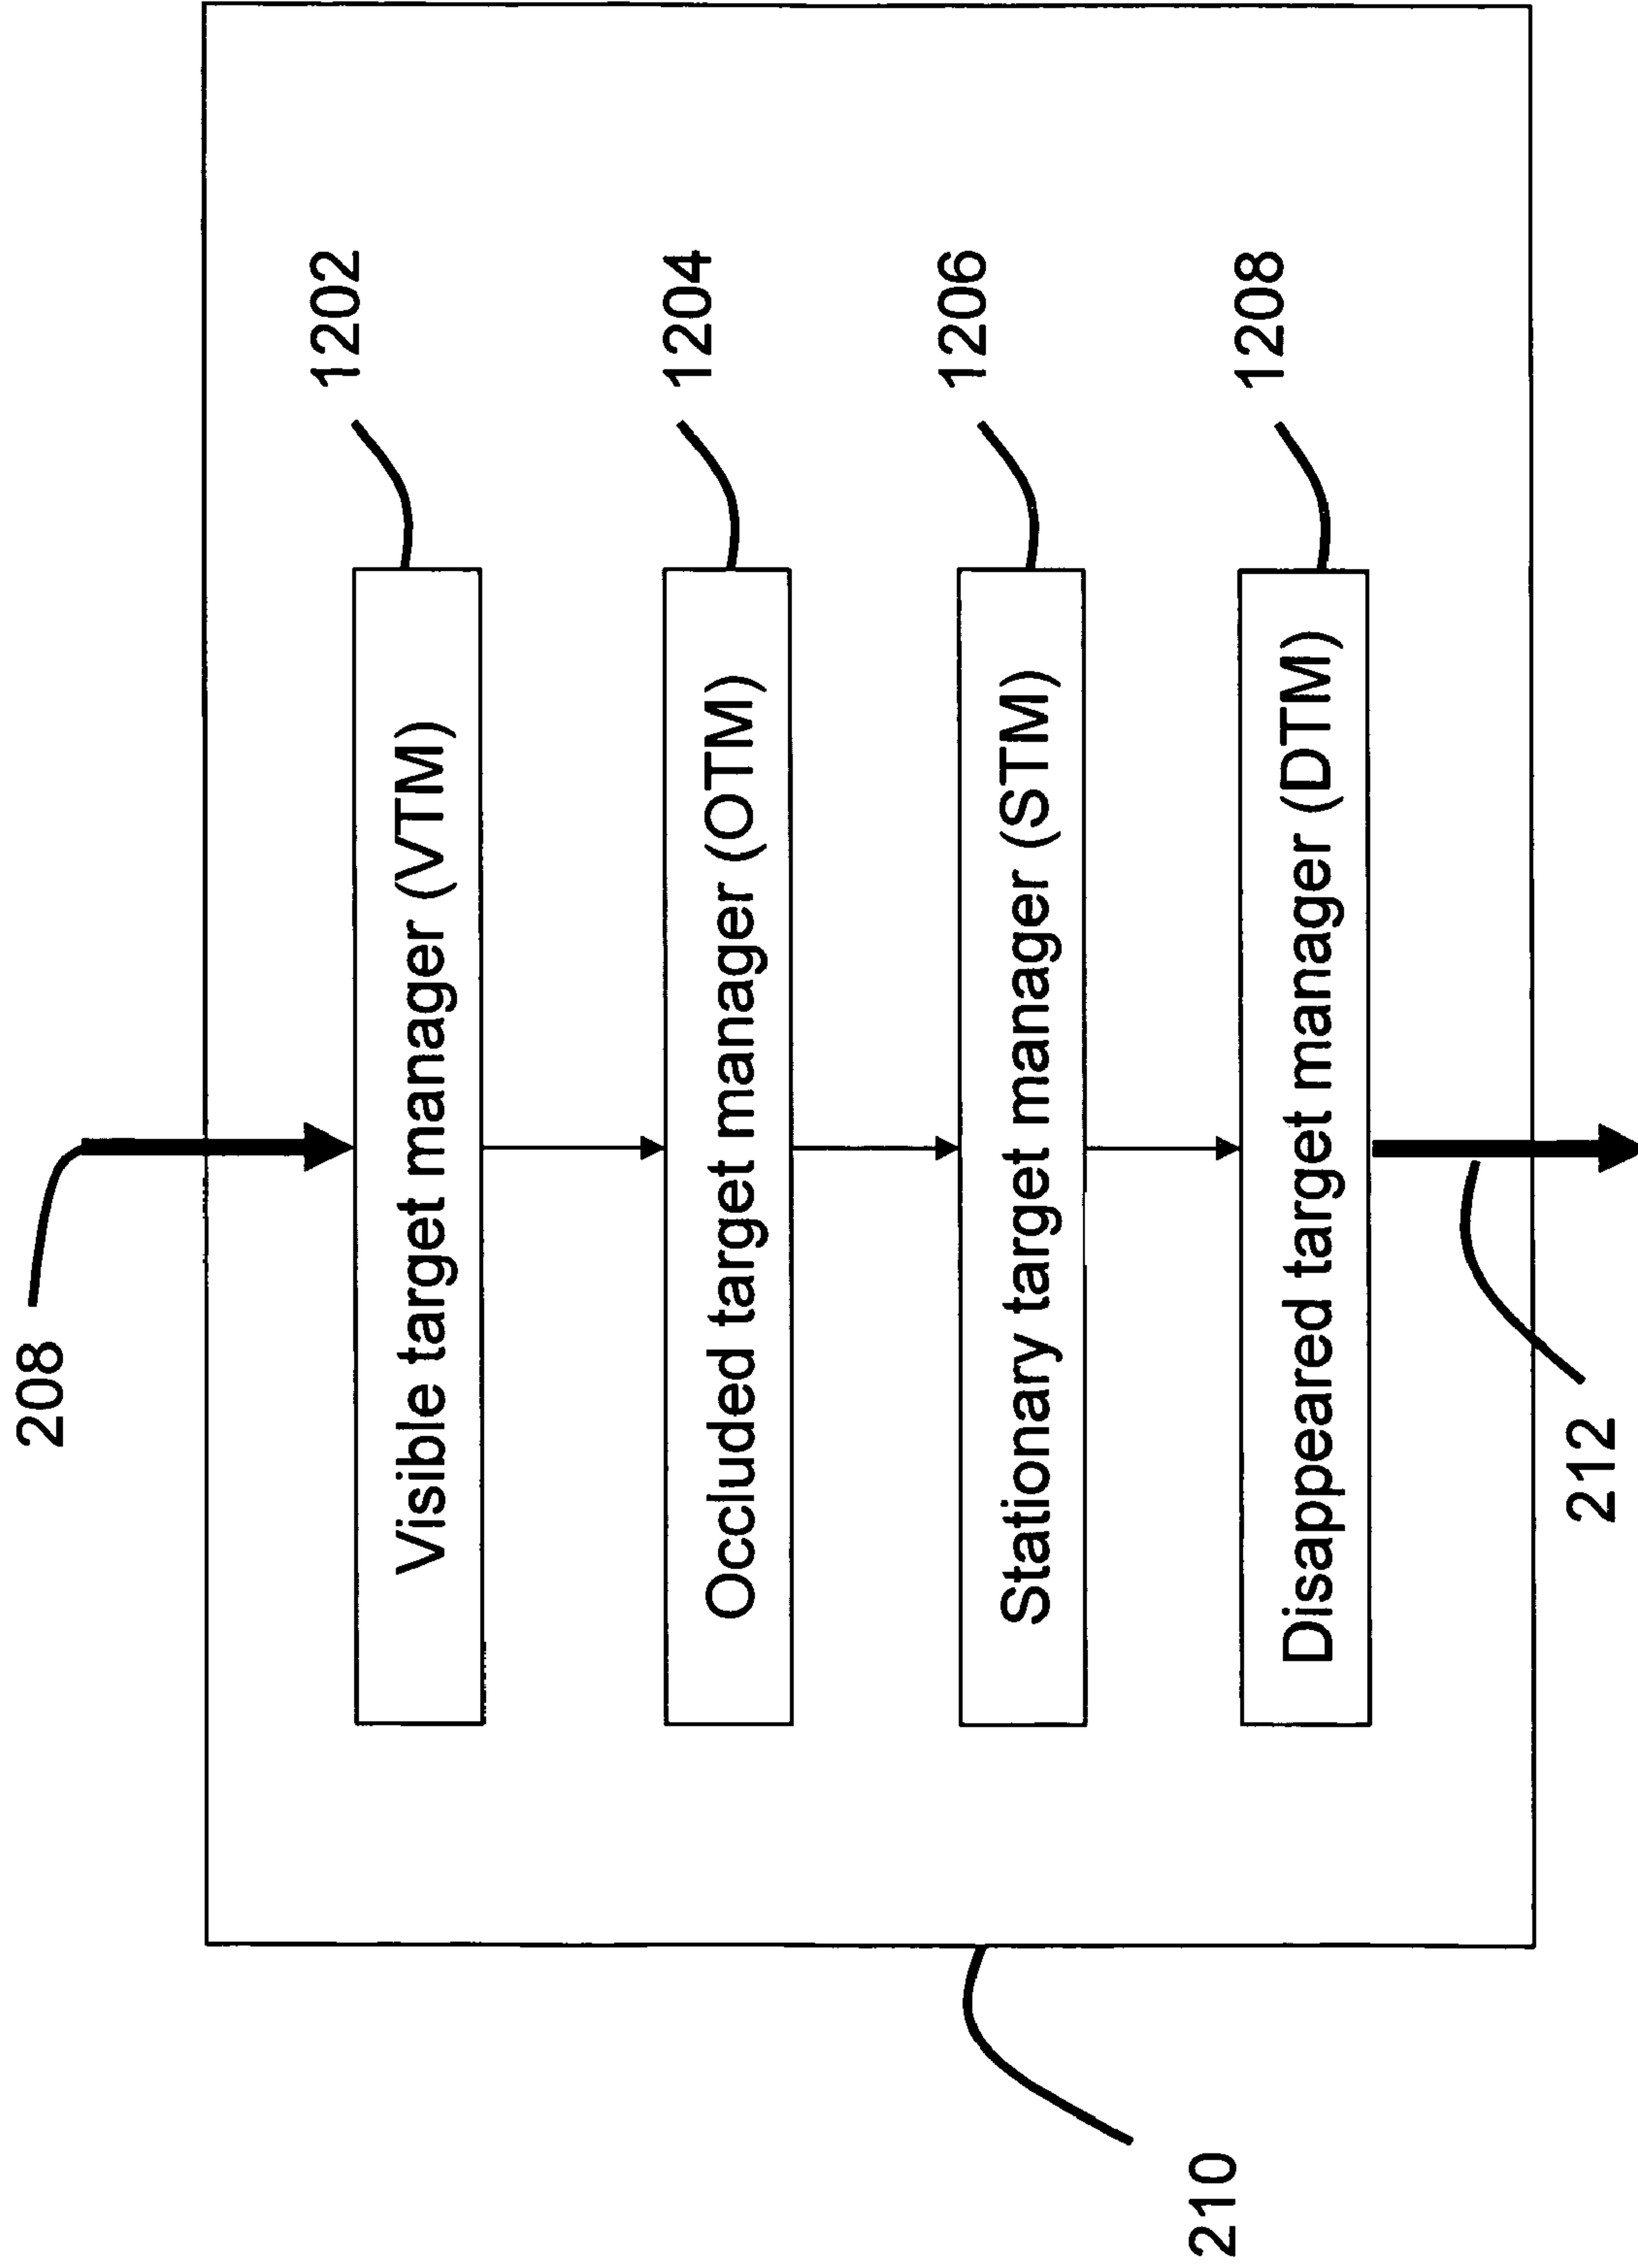 208
1202
Visible target manager (VTM)
1204
Occluded target manager (OTM)
1206
Stationary target manager (STM)
1208
Disappeared target manager (DTM)
212
210